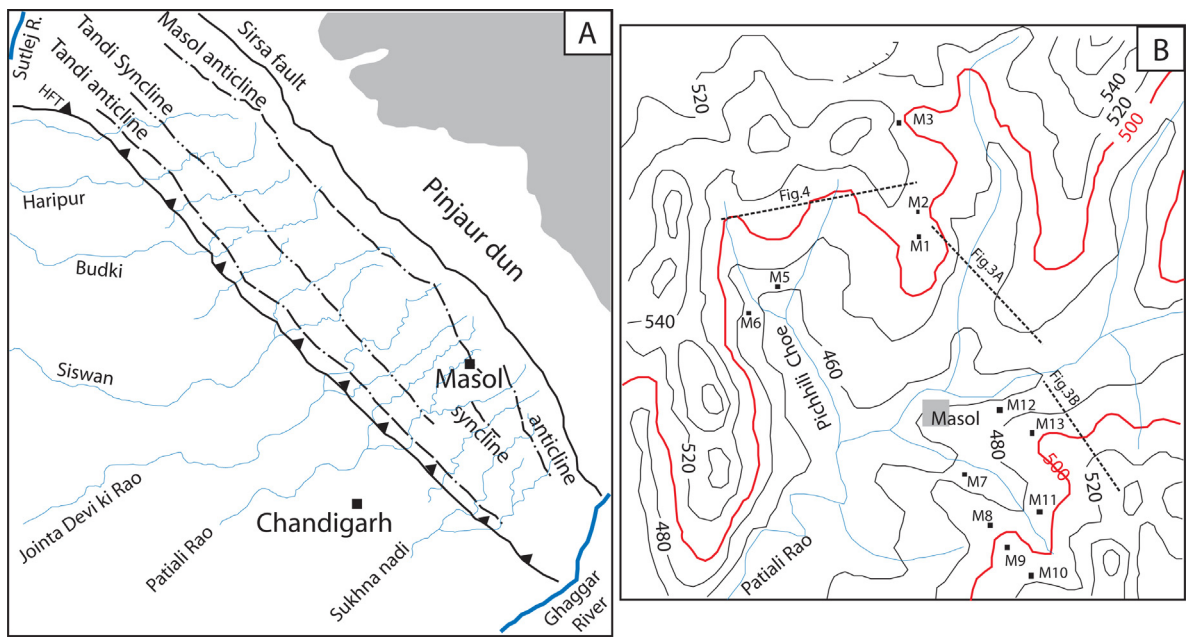 A
Sutlej R.
Tandi Syncline
Tandi anticline
Masol anticline
Sirsa fault
HFT
Pinjaur dun
Haripur
Budki
Siswan
Masol
syncline
anticline
Jointa Devi ki Rao
Patiali Rao
Chandigarh
Sukhna nadi
Ghaggar
River
B
520
540
520
500
M3
Fig.4
M2
M1
Fig.3A
M5
M6
540
Pichhili Choe
490
Fig.3B
M12
Masol
M13
480
500
520
520
M7
M11
M8
480
M9
M10
Patiali Rao